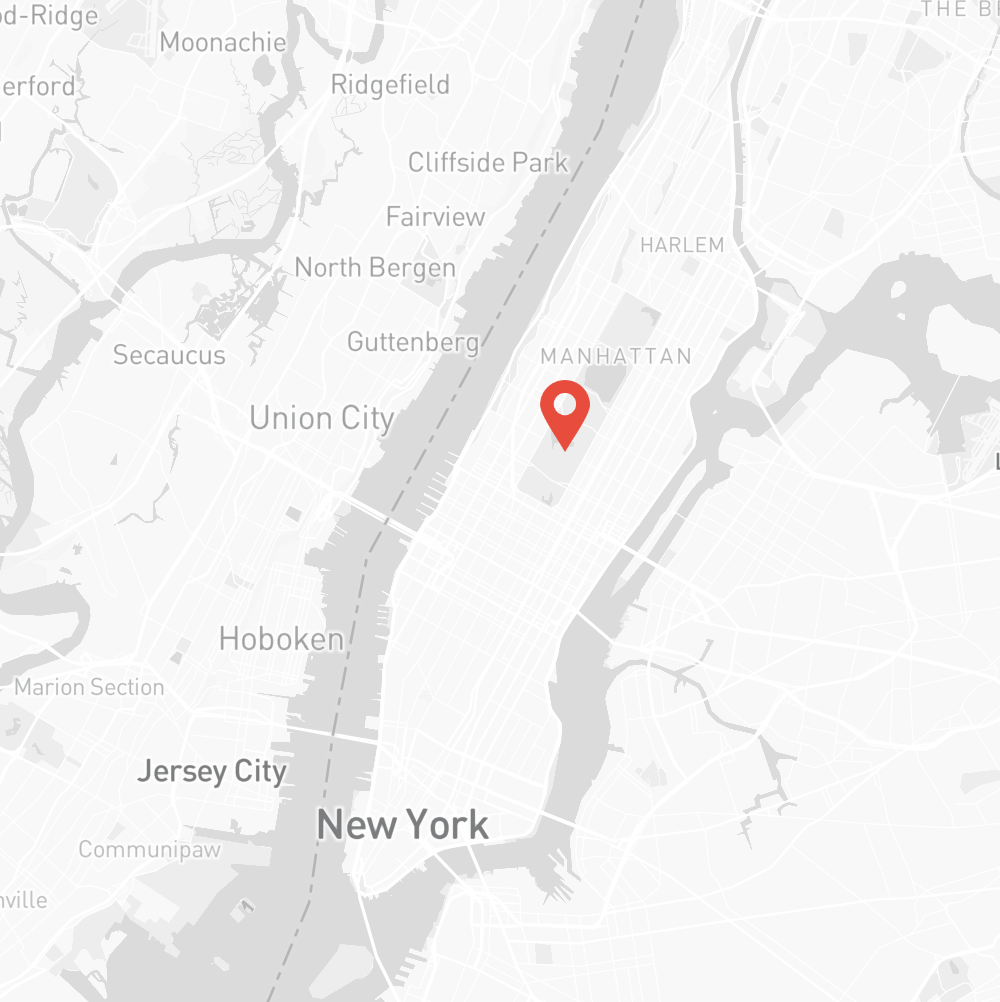 THE B
d-Ridge
Moonachie
erford
Ridgefield
Cliffside Park
Fairview
HARLEM
North Bergen
Guttenberg
MANHATTAN
Secaucus
Union City
L
Hoboken
Marion Section
Jersey City
New York
Communipaw
nville